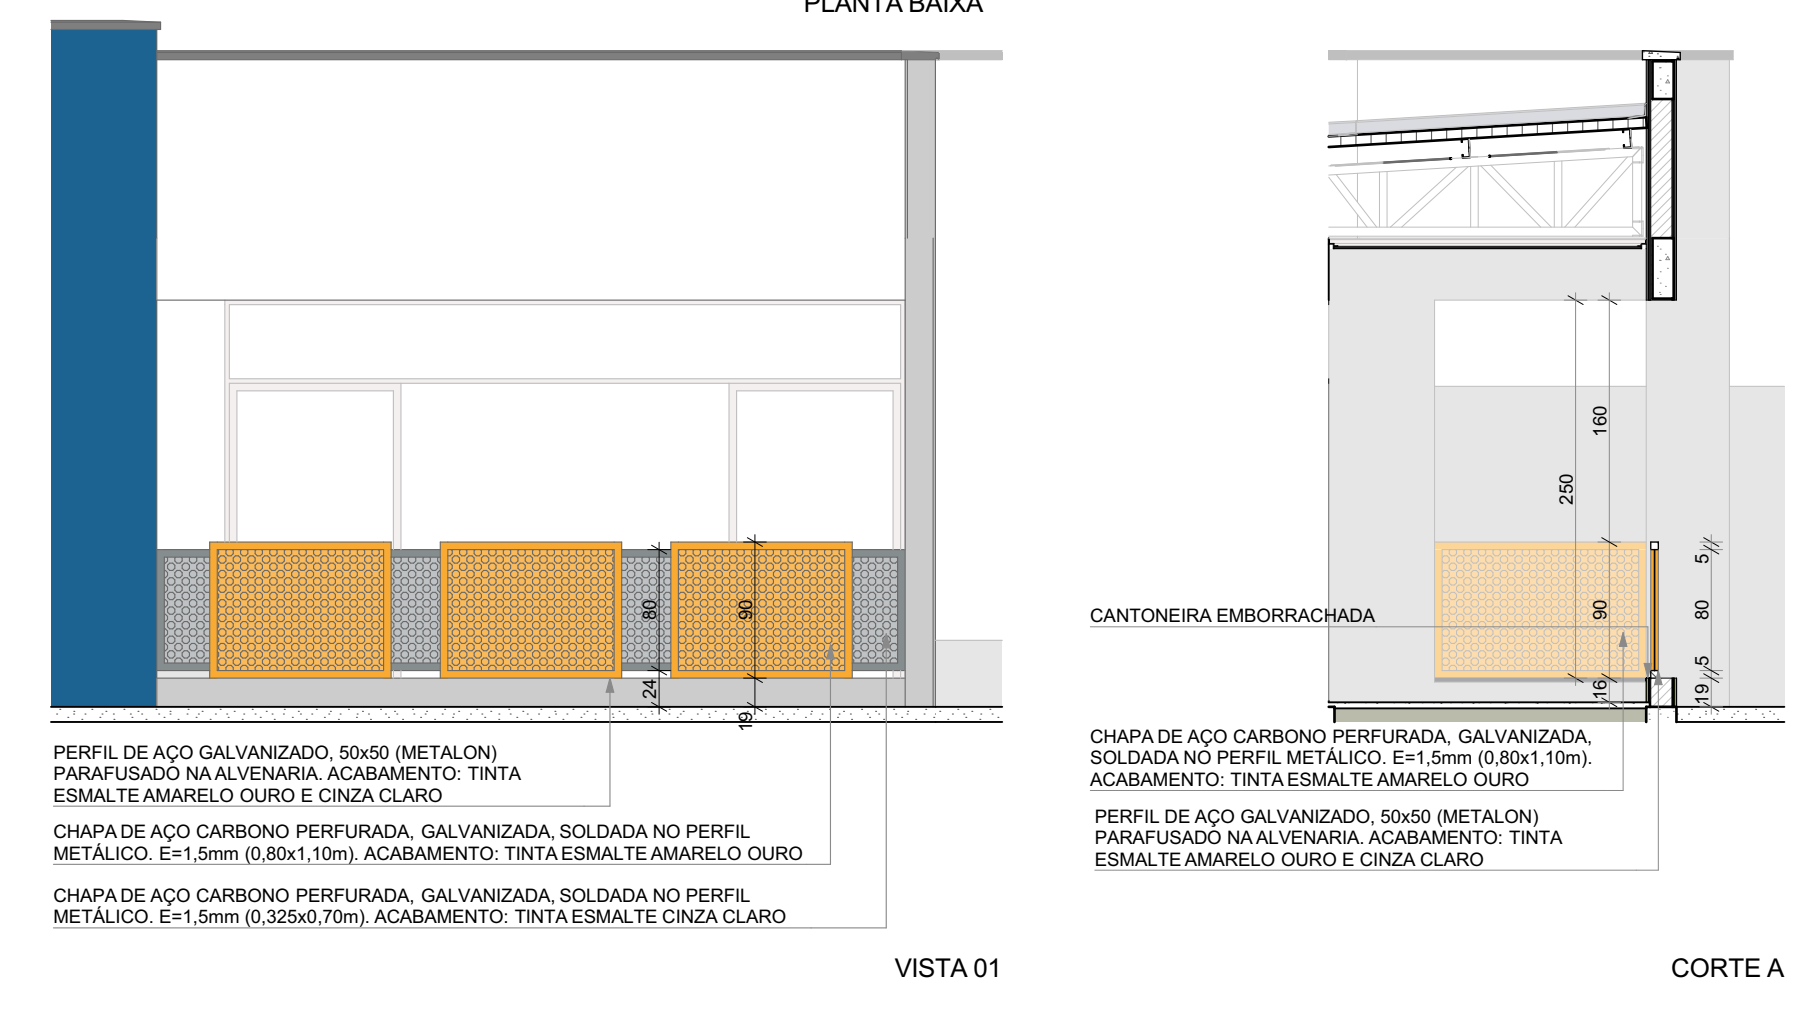 PLANTA BAIXA
80
90
24
19
PERFIL DE AÇO GALVANIZADO, 50x50 (METALON)
PARAFUSADO NA ALVENARIA. ACABAMENTO: TINTA
ESMALTE AMARELO OURO E CINZA CLARO
CHAPA DE AÇO CARBONO PERFURADA, GALVANIZADA, SOLDADA NO PERFIL
METÁLICO. E=1,5mm (0,80x1,10m). ACABAMENTO: TINTA ESMALTE AMARELO OURO
CHAPA DE AÇO CARBONO PERFURADA, GALVANIZADA, SOLDADA NO PERFIL
METÁLICO. E=1,5mm (0,325x0,70m). ACABAMENTO: TINTA ESMALTE CINZA CLARO
VISTA 01
160
250
5
90
80
5
16
19
CANTONEIRA EMBORRACHADA
CHAPA DE AÇO CARBONO PERFURADA, GALVANIZADA,
SOLDADA NO PERFIL METÁLICO. E=1,5mm (0,80x1,10m).
ACABAMENTO: TINTA ESMALTE AMARELO OURO
PERFIL DE AÇO GALVANIZADO, 50x50 (METALON)
PARAFUSADO NA ALVENARIA. ACABAMENTO: TINTA
ESMALTE AMARELO OURO E CINZA CLARO
CORTE A